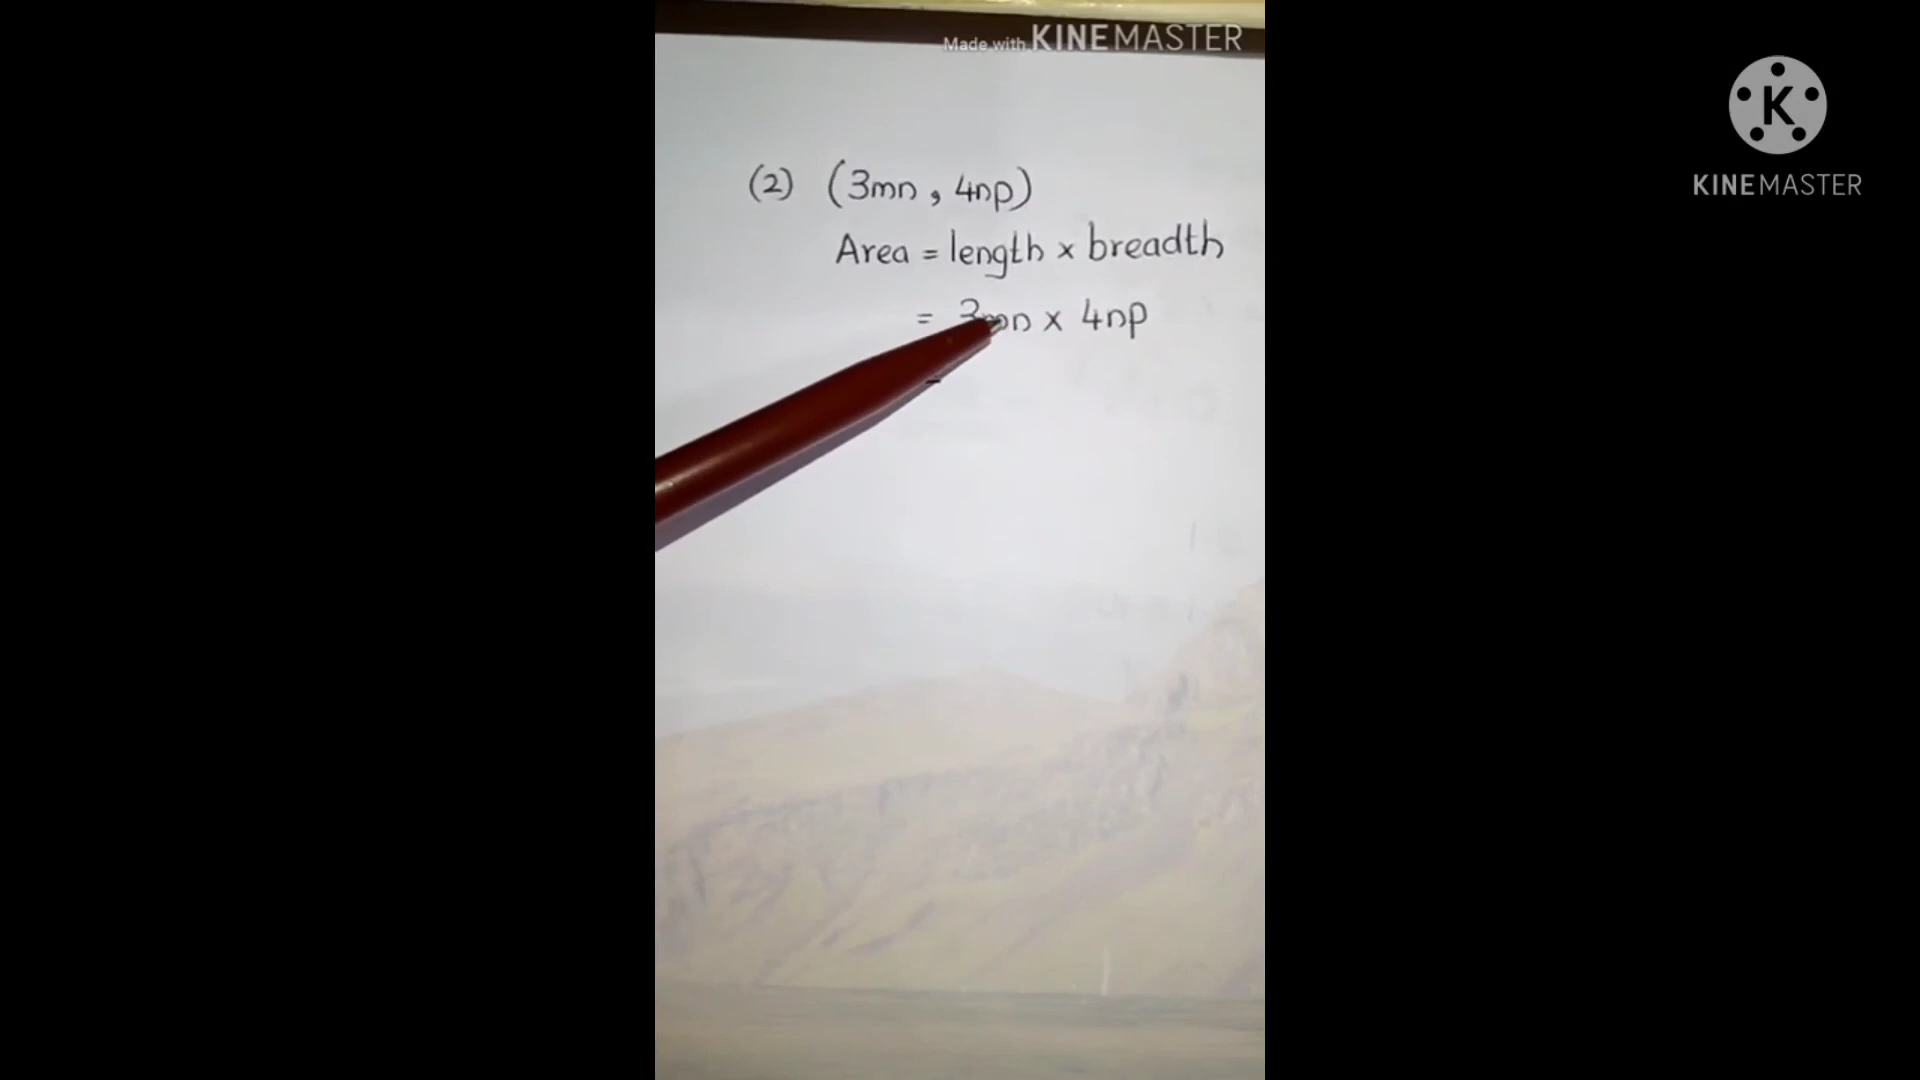 Made with KINEMASTER
(2) (3mn, 4np)
Area = length × breadth
= 3mn × 4np
=
K
KINEMASTER